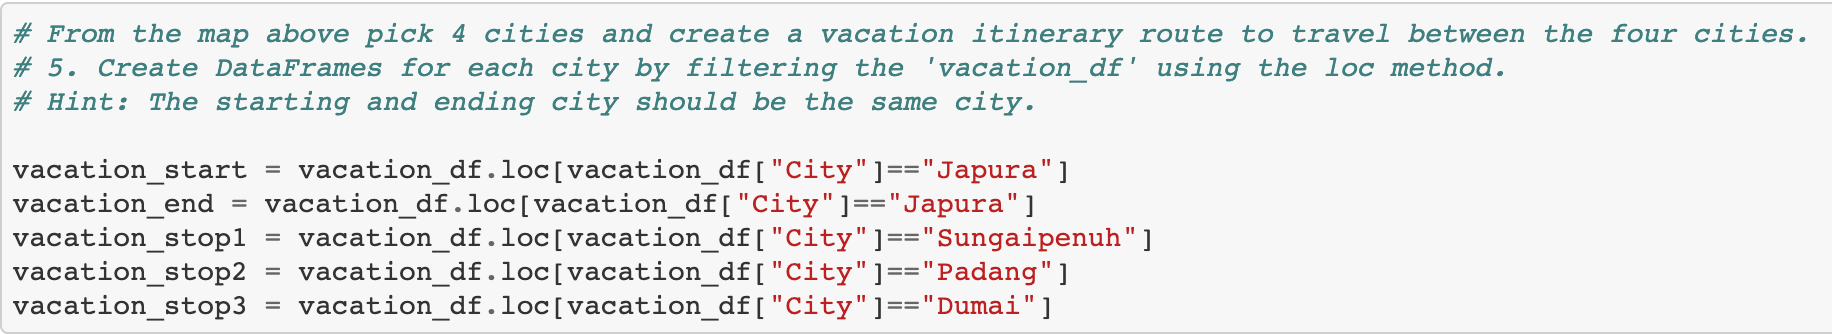 # From the map above pick 4 cities and create a vacation itinerary route to travel between the four cities.
# 5. Create DataFrames for each city by filtering the 'vacation_df' using the loc method.
# Hint: The starting and ending city should be the same city.
vacation_start = vacation_df.loc[vacation_df["City"]=="Japura"]
vacation_end = vacation_df.loc[vacation_df["City"]=="Japura"]
vacation_stop1 = vacation_df.loc[vacation_df["City"]=="Sungaipenuh"]
vacation_stop2 = vacation_df.loc[vacation_df["City"]=="Padang"]
vacation_stop3 = vacation_df.loc[vacation_df["City"]=="Dumai"]